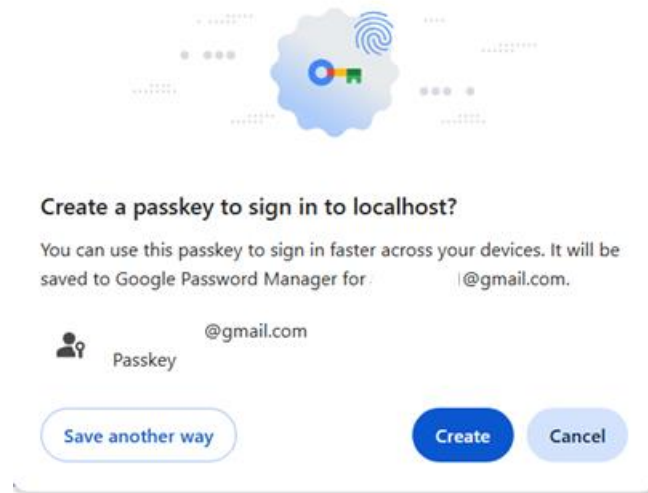 Create a passkey to sign in to localhost?
You can use this passkey to sign in faster across your devices. It will be
saved to Google Password Manager for @gmail.com.
@gmail.com
Passkey
Save another way
Create
Cancel